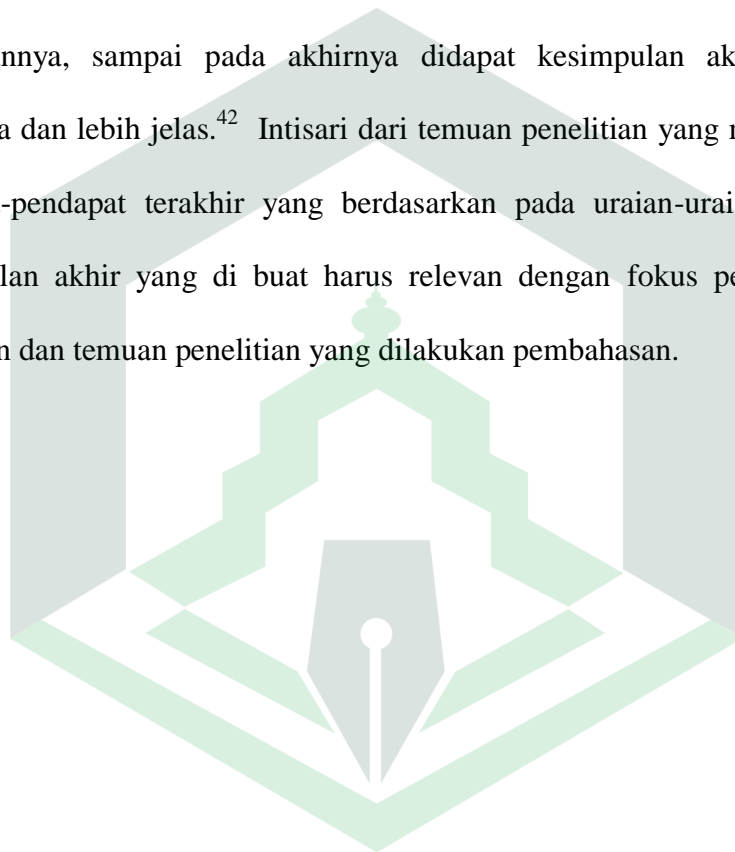 nnya, sampai pada akhirnya didapat kesimpulan ak
a dan lebih jelas.42 Intisari dari temuan penelitian yang
-pendapat terakhir yang berdasarkan pada uraian-urai
lan akhir yang di buat harus relevan dengan fokus pe
n dan temuan penelitian yang dilakukan pembahasan.